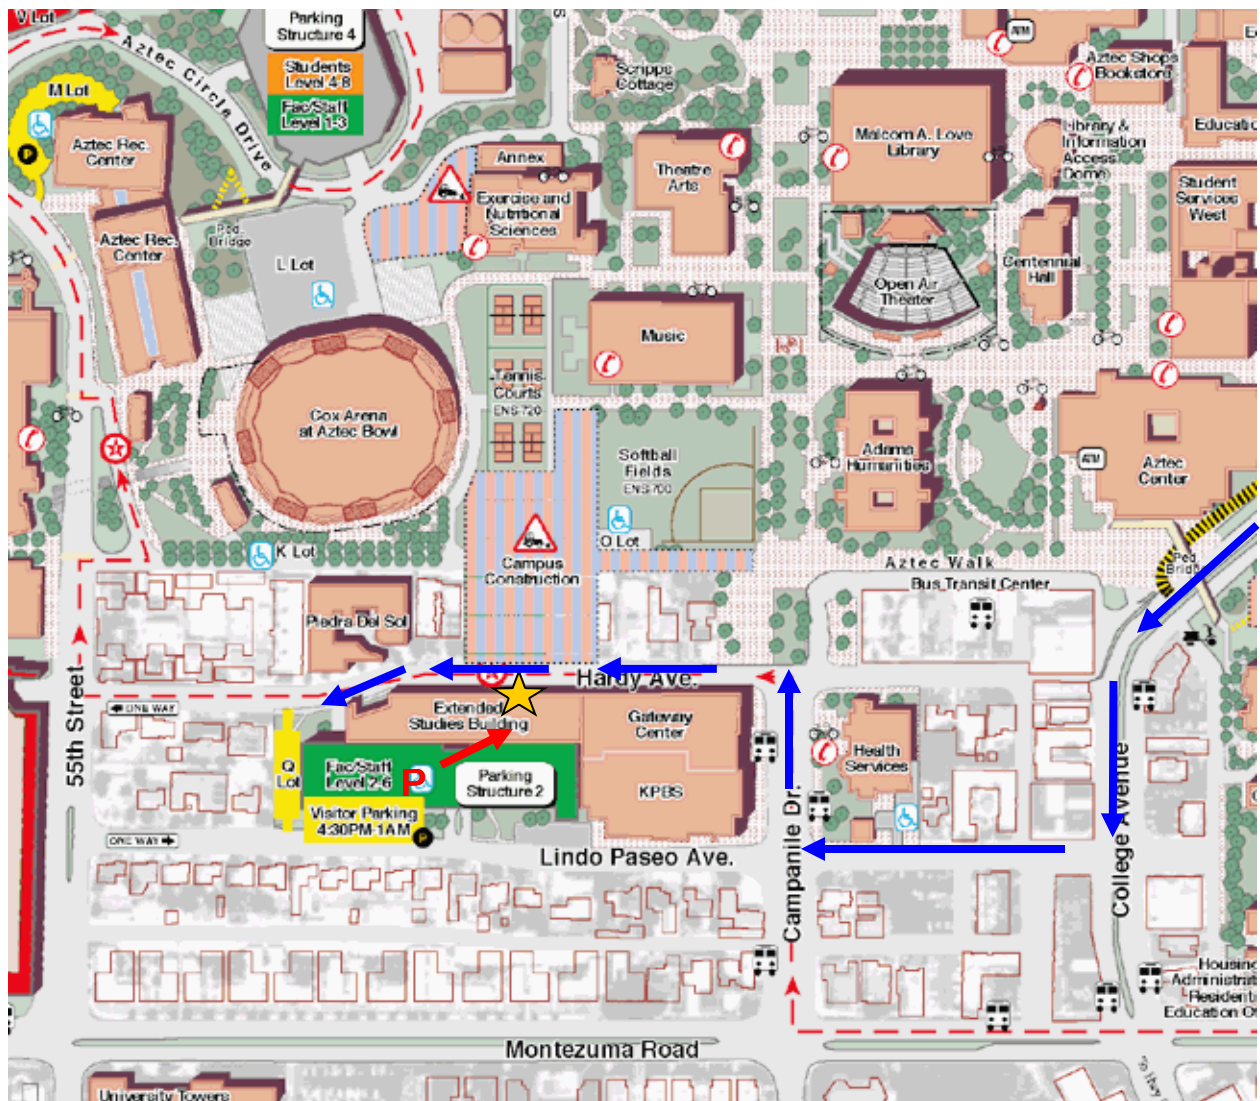 V Lot
Parking
Structure 4
Students
Level 4-8
Fac/Staff
Level 1-3
Aztec Circle Drive
M Lot
P
Aztec Rec.
Center
Aztec Rec.
Center
Ped.
Bridge
L Lot
Annex
Exercise and
Nutritional
Sciences
Scripps
Cottage
Theatre
Arts
Malcom A. Love
Library
ATM
Aztec Shops
Bookstore
Library &
Information
Access
Dome
Student
Services
West
Centennial
Hall
Open Air
Theater
Music
Tennis
Courts
ENS 720
Cox Arena
at Aztec Bowl
Softball
Fields
ENS 700
Adams
Humanities
ATM
Aztec
Center
K Lot
O Lot
Campus
Construction
Aztec Walk
Bus Transit Center
Ped.
Piedra Del Sol
Hardy Ave.
55th Street
ONE WAY
Extended
Studies Building
Gateway
Center
Health
Services
Q
Lot
Fac/Staff
Level 2-6
P
Parking
Structure 2
KPBS
Visitor Parking
4:30PM-1AM
P
ONE WAY
Lindo Paseo Ave.
Campanile Dr.
College Avenue
Montezuma Road
University Towers